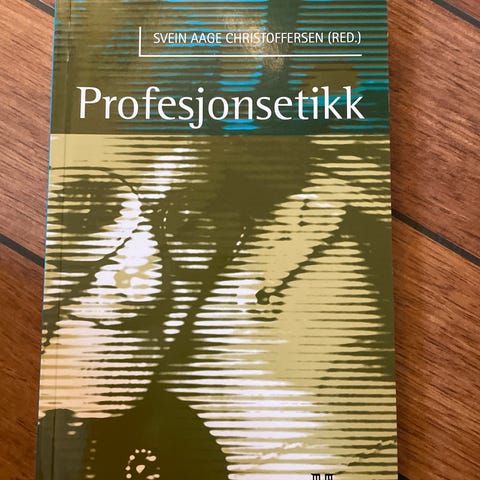 SVEIN AAGE CHRISTOFFERSEN (RED.)
Profesjonsetikk